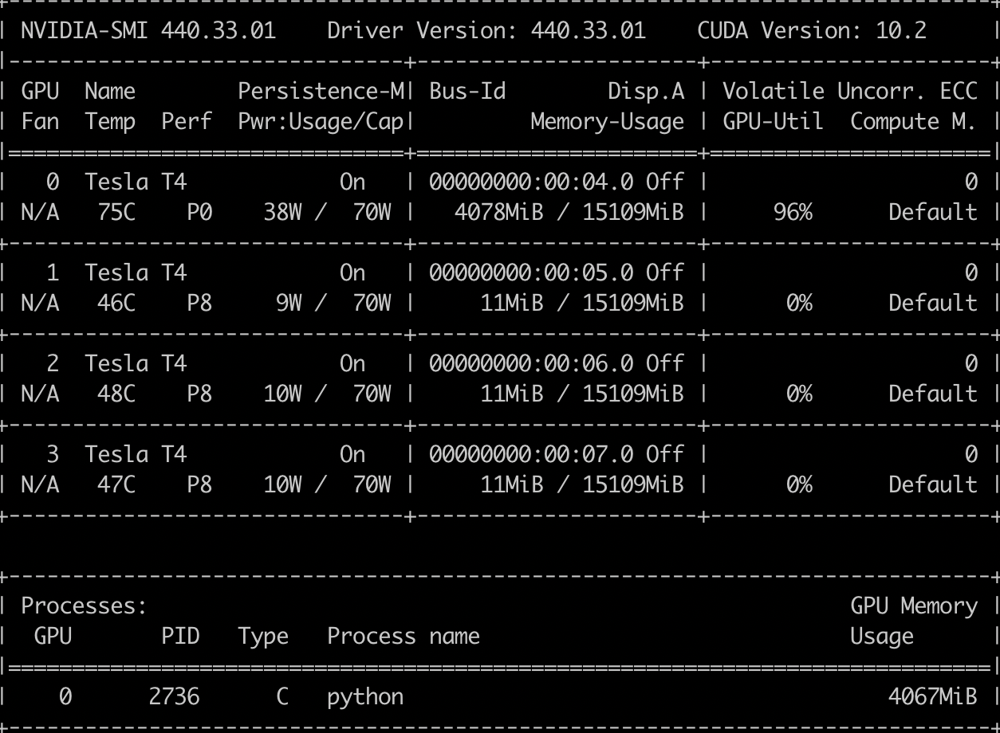 +-----------------------------------------------------------------------------+
| NVIDIA-SMI 440.33.01    Driver Version: 440.33.01    CUDA Version: 10.2     |
|-------------------------------+----------------------+----------------------+
| GPU  Name        Persistence-M| Bus-Id        Disp.A | Volatile Uncorr. ECC |
| Fan  Temp  Perf  Pwr:Usage/Cap|         Memory-Usage | GPU-Util  Compute M. |
|===============================+======================+======================|
|   0  Tesla T4            On   | 00000000:00:04.0 Off |                    0 |
| N/A   75C    P0    38W /  70W |   4078MiB / 15109MiB |     96%      Default |
+-------------------------------+----------------------+----------------------+
|   1  Tesla T4            On   | 00000000:00:05.0 Off |                    0 |
| N/A   46C    P8     9W /  70W |     11MiB / 15109MiB |      0%      Default |
+-------------------------------+----------------------+----------------------+
|   2  Tesla T4            On   | 00000000:00:06.0 Off |                    0 |
| N/A   48C    P8    10W /  70W |     11MiB / 15109MiB |      0%      Default |
+-------------------------------+----------------------+----------------------+
|   3  Tesla T4            On   | 00000000:00:07.0 Off |                    0 |
| N/A   47C    P8    10W /  70W |     11MiB / 15109MiB |      0%      Default |
+-------------------------------+----------------------+----------------------+
+-----------------------------------------------------------------------------+
| Processes:                                                       GPU Memory |
|  GPU       PID   Type   Process name                             Usage      |
|=============================================================================|
|    0      2736      C   python                                      4067MiB |
+-----------------------------------------------------------------------------+